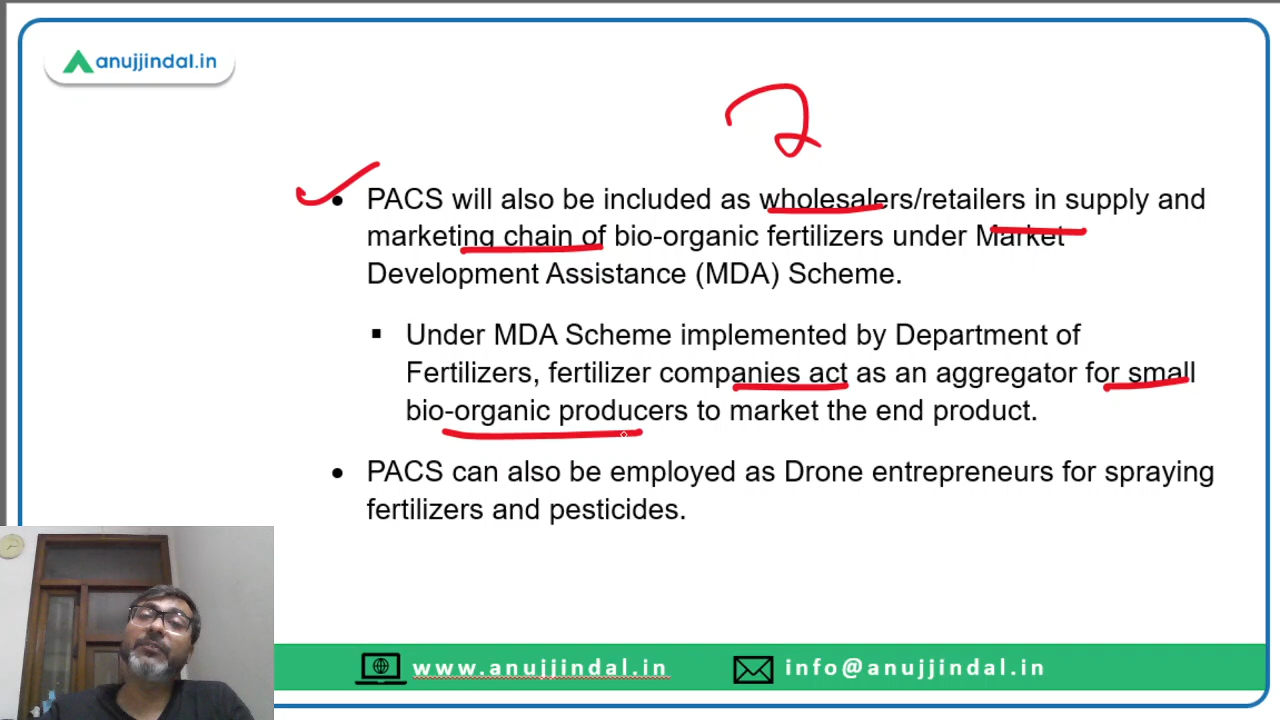 anujjindal.in
2
PACS will also be included as wholesalers/retailers in supply and
marketing chain of bio-organic fertilizers under Market
Development Assistance (MDA) Scheme.
Under MDA Scheme implemented by Department of
Fertilizers, fertilizer companies act as an aggregator for small
bio-organic producers to market the end product.
PACS can also be employed as Drone entrepreneurs for spraying
fertilizers and pesticides.
www.anujjindal.in info@anujjindal.in